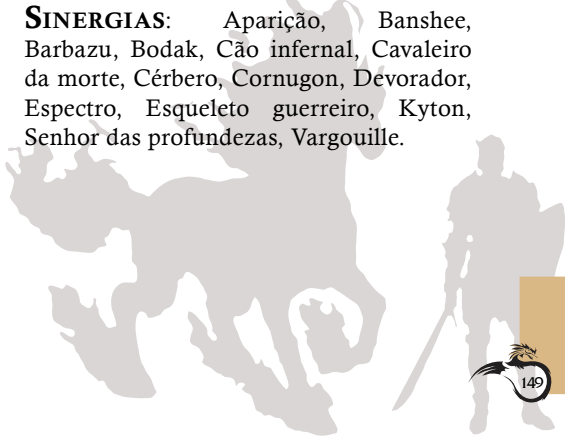 SINERGIAS: Aparição, Banshee,
Barbazu, Bodak, Cão infernal, Cavaleiro
da morte, Cérbero, Cornugon, Devorador,
Espectro, Esqueleto guerreiro, Kyton,
Senhor das profundezas, Vargouille.
149